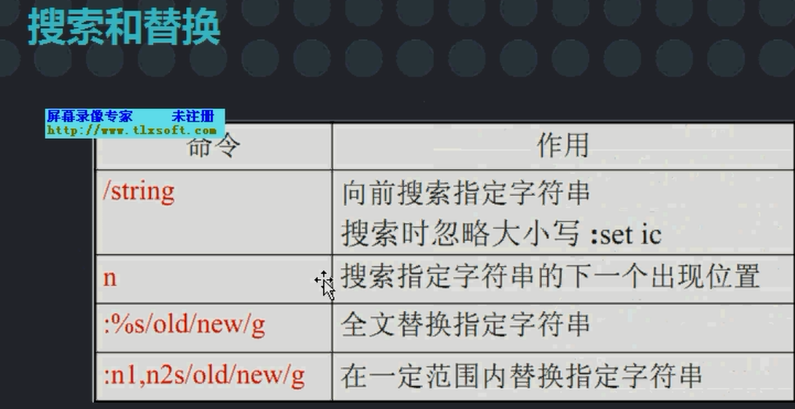 搜索和替换
屏幕录像专家 未注册
http://www.tlxsoft.com
命令 作用
/string 向前搜索指定字符串
搜索时忽略大小写 :set ic
n 搜索指定字符串的下一个出现位置
:%s/old/new/g 全文替换指定字符串
:n1,n2s/old/new/g 在一定范围内替换指定字符串